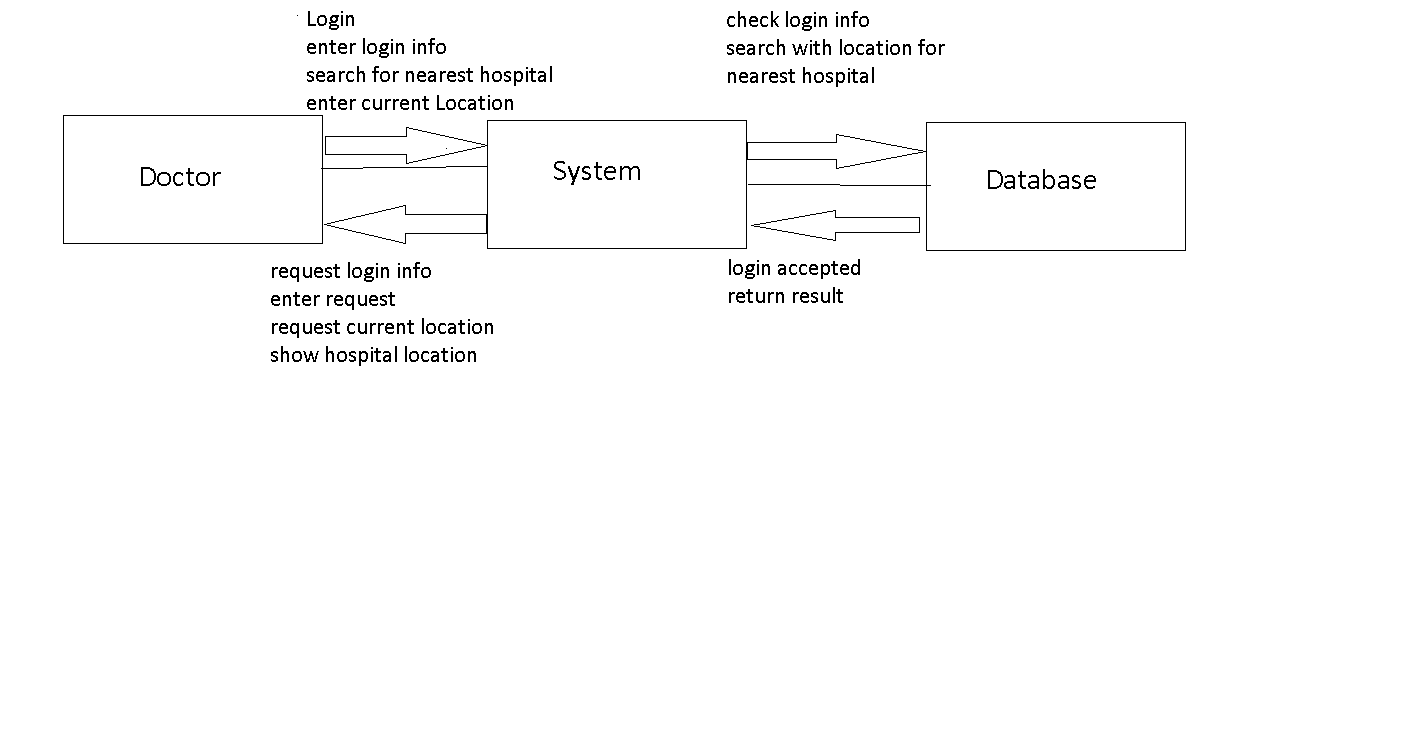 Login
enter login info
search for nearest hospital
enter current Location
check login info
search with location for
nearest hospital
Doctor
System
Database
request login info
enter request
request current location
show hospital location
login accepted
return result